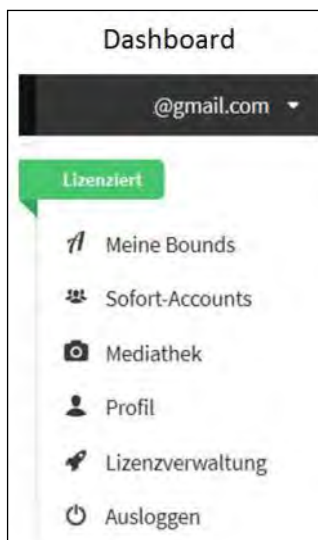 Dashboard
@gmail.com
Lizenziert
Meine Bounds
Sofort-Accounts
Mediathek
Profil
Lizenzverwaltung
Ausloggen